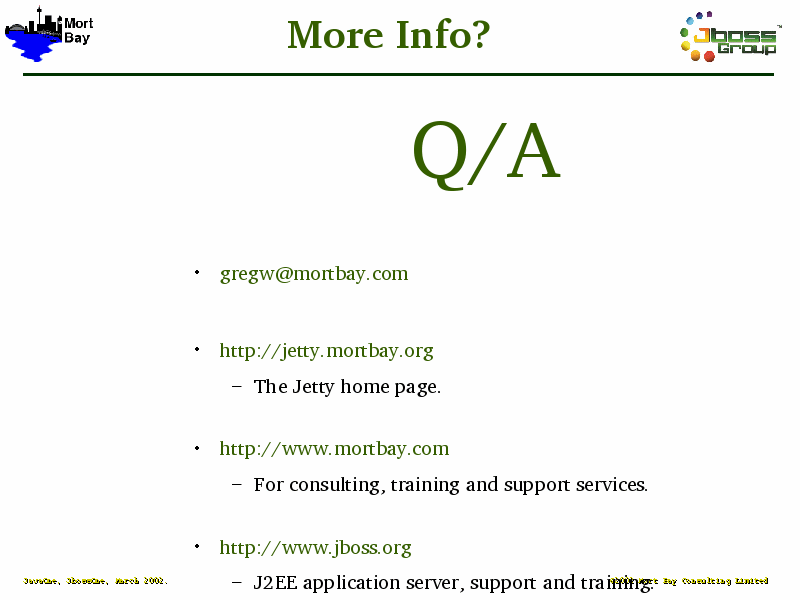 Mort
Bay
More Info?
Jboss
Group
™
Q/A
• gregw@mortbay.com
• http://jetty.mortbay.org
– The Jetty home page.
• http://www.mortbay.com
– For consulting, training and support services.
• http://www.jboss.org
– J2EE application server, support and training.
JavaOne, JbossOne, March 2002.
©2002 Mort Bay Consulting Limited